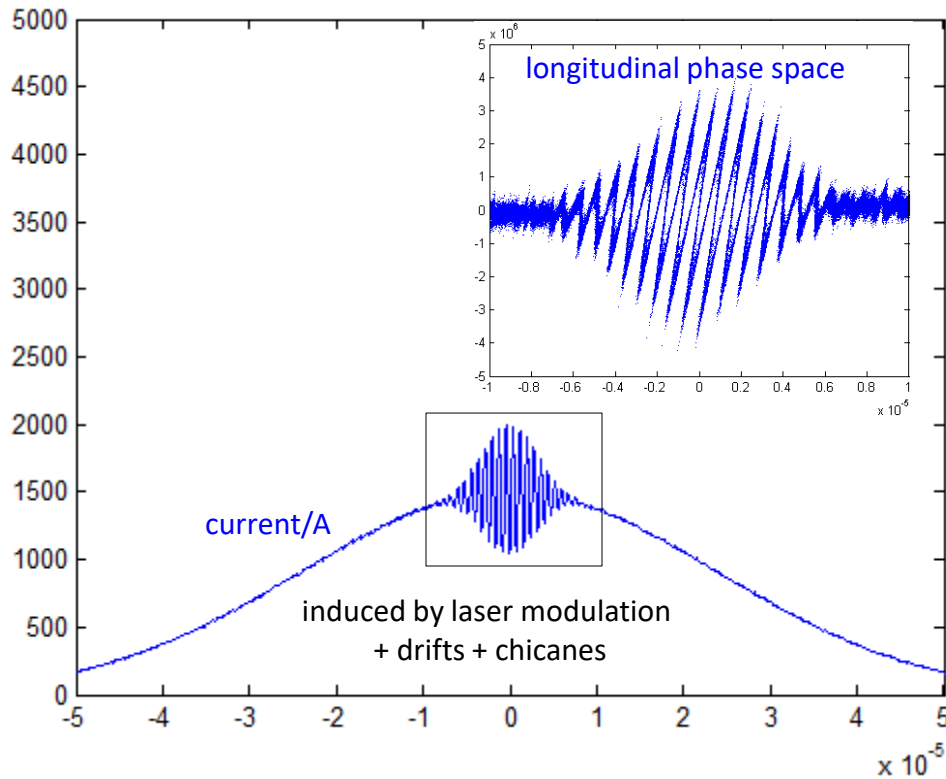 5000
4500
4000
3500
3000
2500
2000
1500
1000
500
0
-5 -4 -3 -2 -1 0 1 2 3 4 5
x 10⁻⁵
x 10⁶
longitudinal phase space
5
4
3
2
1
0
-1
-2
-3
-4
-5
-1 -0.8 -0.6 -0.4 -0.2 0 0.2 0.4 0.6 0.8 1
x 10⁻⁵
current/A
induced by laser modulation
+ drifts + chicanes